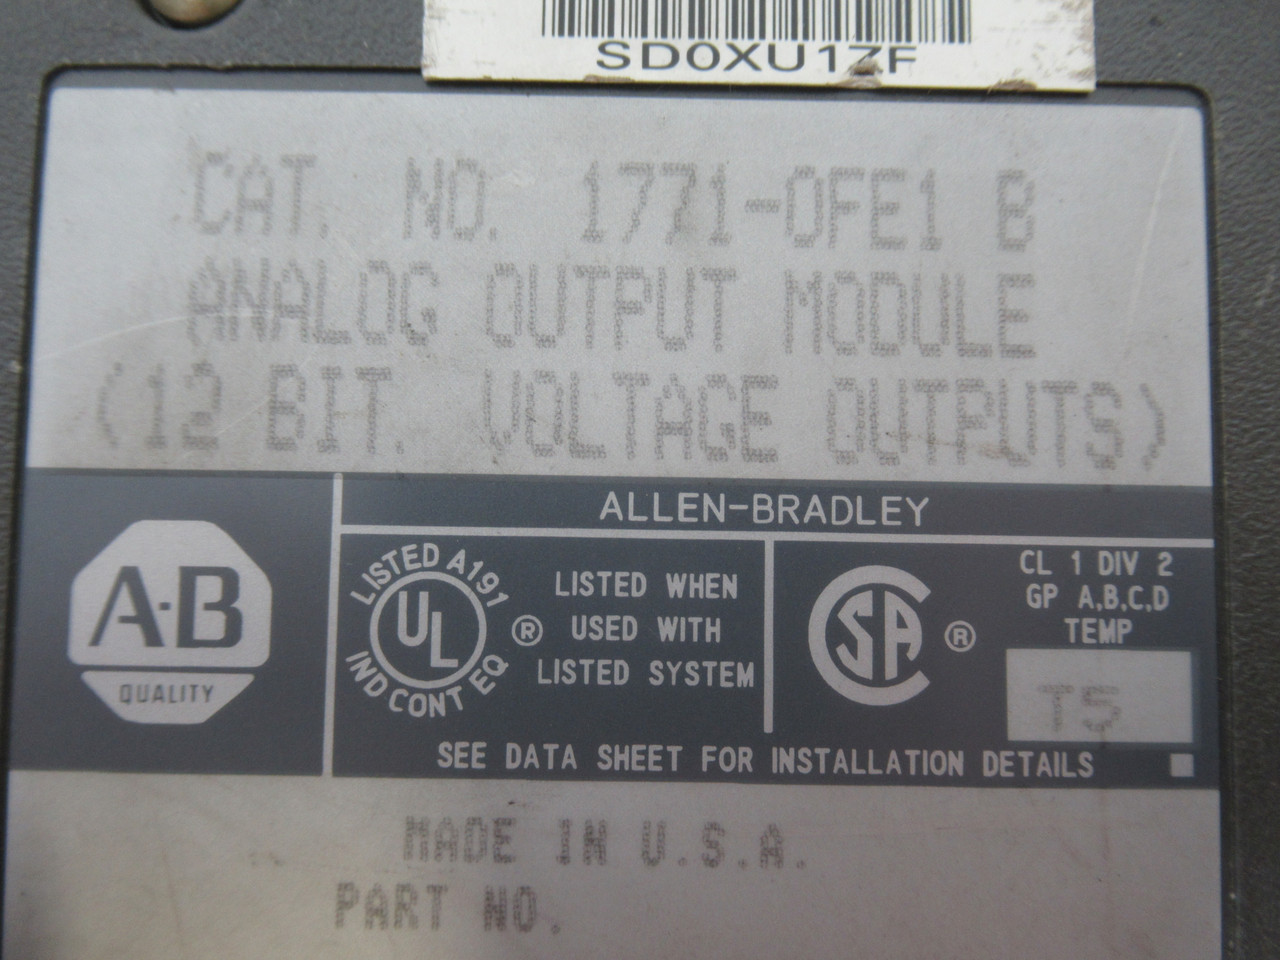 SD0XU1ZF
CAT. NO. 1771-OFE1 B
ANALOG OUTPUT MODULE
(12 BIT. VOLTAGE OUTPUTS)
ALLEN-BRADLEY
A-B
QUALITY
LISTED A191
UL
IND CONT EQ
®
LISTED WHEN
USED WITH
LISTED SYSTEM
SA
®
CL 1 DIV 2
GP A,B,C,D
TEMP
T5
SEE DATA SHEET FOR INSTALLATION DETAILS
MADE IN U.S.A.
PART NO.